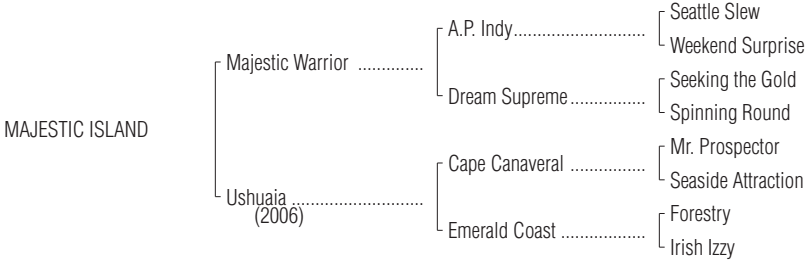 Seattle Slew
A.P. Indy.............................
Weekend Surprise
Majestic Warrior ..............
Seeking the Gold
Dream Supreme.................
Spinning Round
MAJESTIC ISLAND
Mr. Prospector
Cape Canaveral .................
Seaside Attraction
Ushuaia .............................
(2006)
Forestry
Emerald Coast ...................
Irish Izzy